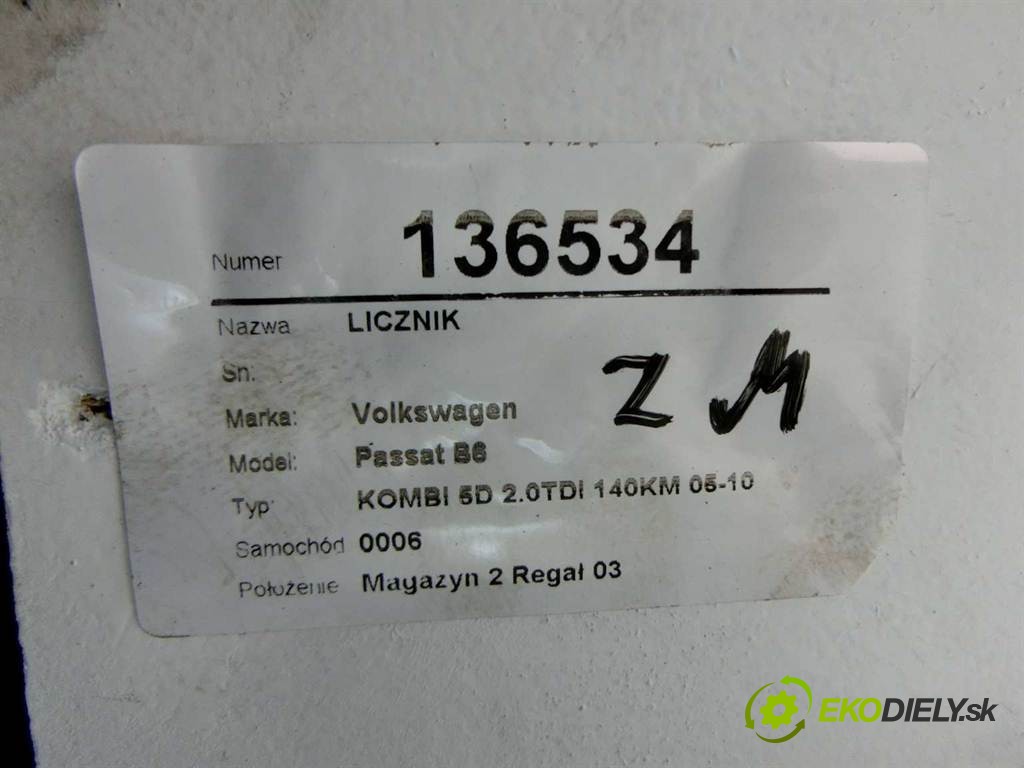 Numer 136534
Nazwa LICZNIK
Sn:
Z M
Marka: Volkswagen
Model: Passat B6
Typ KOMBI 5D 2.0TDI 140KM 05-10
Samochód 0006
Położenie Magazyn 2 Regał 03
EKODIELY.sk